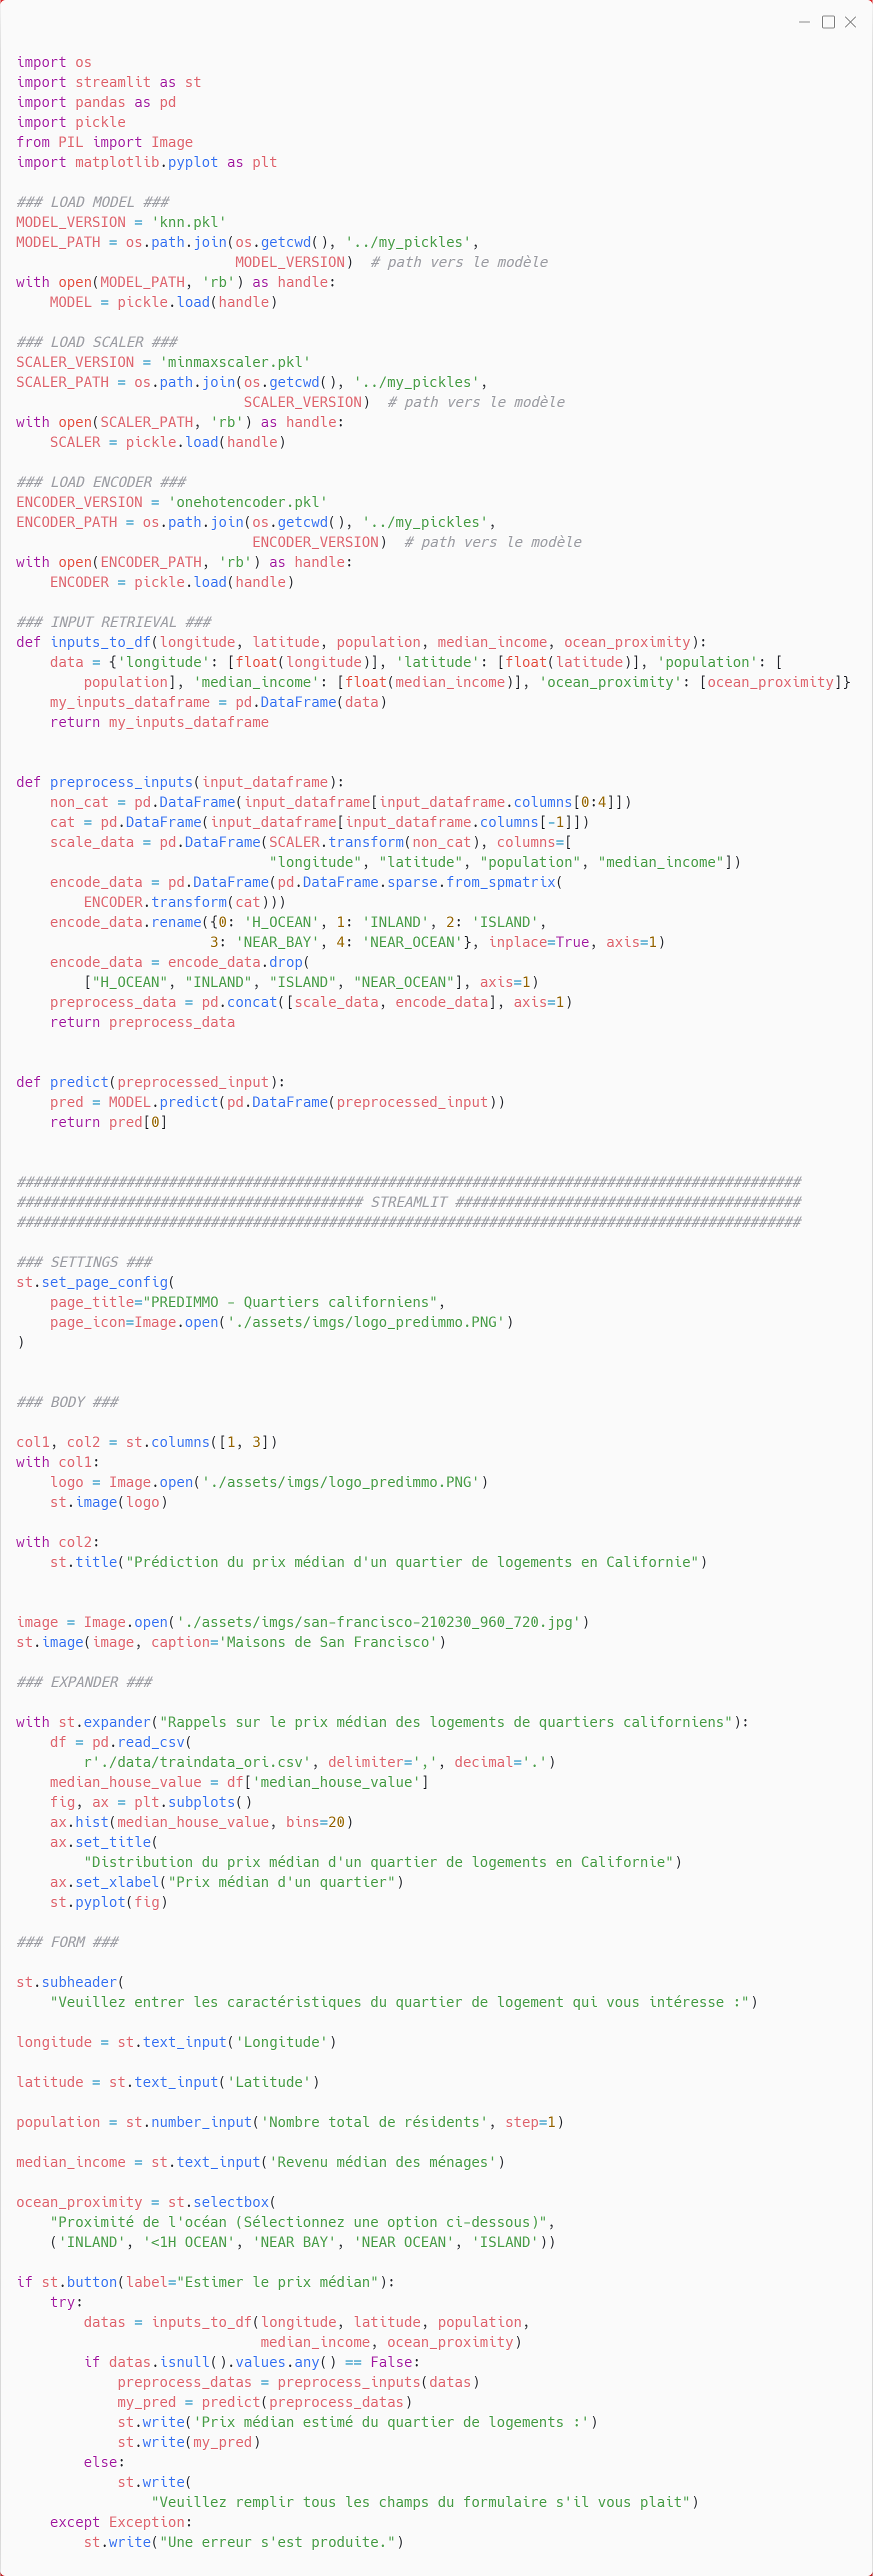 import os
import streamlit as st
import pandas as pd
import pickle
from PIL import Image
import matplotlib.pyplot as plt

### LOAD MODEL ###
MODEL_VERSION = 'knn.pkl'
MODEL_PATH = os.path.join(os.getcwd(), '../my_pickles',
                          MODEL_VERSION)  # path vers le modèle
with open(MODEL_PATH, 'rb') as handle:
    MODEL = pickle.load(handle)

### LOAD SCALER ###
SCALER_VERSION = 'minmaxscaler.pkl'
SCALER_PATH = os.path.join(os.getcwd(), '../my_pickles',
                           SCALER_VERSION)  # path vers le modèle
with open(SCALER_PATH, 'rb') as handle:
    SCALER = pickle.load(handle)

### LOAD ENCODER ###
ENCODER_VERSION = 'onehotencoder.pkl'
ENCODER_PATH = os.path.join(os.getcwd(), '../my_pickles',
                            ENCODER_VERSION)  # path vers le modèle
with open(ENCODER_PATH, 'rb') as handle:
    ENCODER = pickle.load(handle)

### INPUT RETRIEVAL ###
def inputs_to_df(longitude, latitude, population, median_income, ocean_proximity):
    data = {'longitude': [float(longitude)], 'latitude': [float(latitude)], 'population': [
        population], 'median_income': [float(median_income)], 'ocean_proximity': [ocean_proximity]}
    my_inputs_dataframe = pd.DataFrame(data)
    return my_inputs_dataframe


def preprocess_inputs(input_dataframe):
    non_cat = pd.DataFrame(input_dataframe[input_dataframe.columns[0:4]])
    cat = pd.DataFrame(input_dataframe[input_dataframe.columns[-1]])
    scale_data = pd.DataFrame(SCALER.transform(non_cat), columns=[
                              "longitude", "latitude", "population", "median_income"])
    encode_data = pd.DataFrame(pd.DataFrame.sparse.from_spmatrix(
        ENCODER.transform(cat)))
    encode_data.rename({0: 'H_OCEAN', 1: 'INLAND', 2: 'ISLAND',
                       3: 'NEAR_BAY', 4: 'NEAR_OCEAN'}, inplace=True, axis=1)
    encode_data = encode_data.drop(
        ["H_OCEAN", "INLAND", "ISLAND", "NEAR_OCEAN"], axis=1)
    preprocess_data = pd.concat([scale_data, encode_data], axis=1)
    return preprocess_data


def predict(preprocessed_input):
    pred = MODEL.predict(pd.DataFrame(preprocessed_input))
    return pred[0]


#############################################################################################
######################################### STREAMLIT #########################################
#############################################################################################

### SETTINGS ###
st.set_page_config(
    page_title="PREDIMMO - Quartiers californiens",
    page_icon=Image.open('./assets/imgs/logo_predimmo.PNG')
)


### BODY ###

col1, col2 = st.columns([1, 3])
with col1:
    logo = Image.open('./assets/imgs/logo_predimmo.PNG')
    st.image(logo)

with col2:
    st.title("Prédiction du prix médian d'un quartier de logements en Californie")


image = Image.open('./assets/imgs/san-francisco-210230_960_720.jpg')
st.image(image, caption='Maisons de San Francisco')

### EXPANDER ###

with st.expander("Rappels sur le prix médian des logements de quartiers californiens"):
    df = pd.read_csv(
        r'./data/traindata_ori.csv', delimiter=',', decimal='.')
    median_house_value = df['median_house_value']
    fig, ax = plt.subplots()
    ax.hist(median_house_value, bins=20)
    ax.set_title(
        "Distribution du prix médian d'un quartier de logements en Californie")
    ax.set_xlabel("Prix médian d'un quartier")
    st.pyplot(fig)

### FORM ###

st.subheader(
    "Veuillez entrer les caractéristiques du quartier de logement qui vous intéresse :")

longitude = st.text_input('Longitude')

latitude = st.text_input('Latitude')

population = st.number_input('Nombre total de résidents', step=1)

median_income = st.text_input('Revenu médian des ménages')

ocean_proximity = st.selectbox(
    "Proximité de l'océan (Sélectionnez une option ci-dessous)",
    ('INLAND', '<1H OCEAN', 'NEAR BAY', 'NEAR OCEAN', 'ISLAND'))

if st.button(label="Estimer le prix médian"):
    try:
        datas = inputs_to_df(longitude, latitude, population,
                             median_income, ocean_proximity)
        if datas.isnull().values.any() == False:
            preprocess_datas = preprocess_inputs(datas)
            my_pred = predict(preprocess_datas)
            st.write('Prix médian estimé du quartier de logements :')
            st.write(my_pred)
        else:
            st.write(
                "Veuillez remplir tous les champs du formulaire s'il vous plait")
    except Exception:
        st.write("Une erreur s'est produite.")